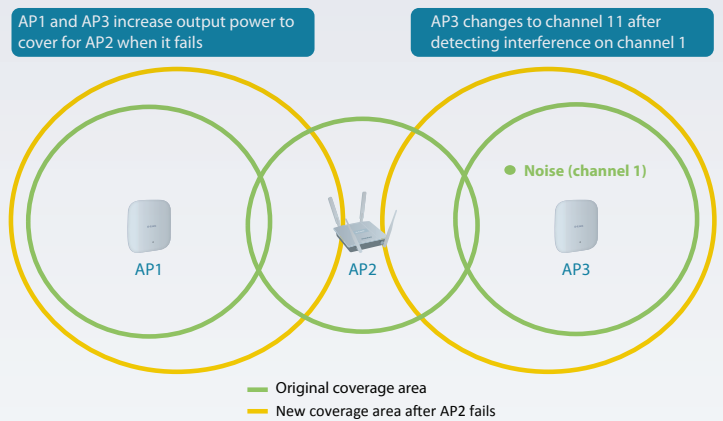 AP1 and AP3 increase output power to
cover for AP2 when it fails
AP3 changes to channel 11 after
detecting interference on channel 1
Noise (channel 1)
AP1
AP2
AP3
Original coverage area
New coverage area after AP2 fails